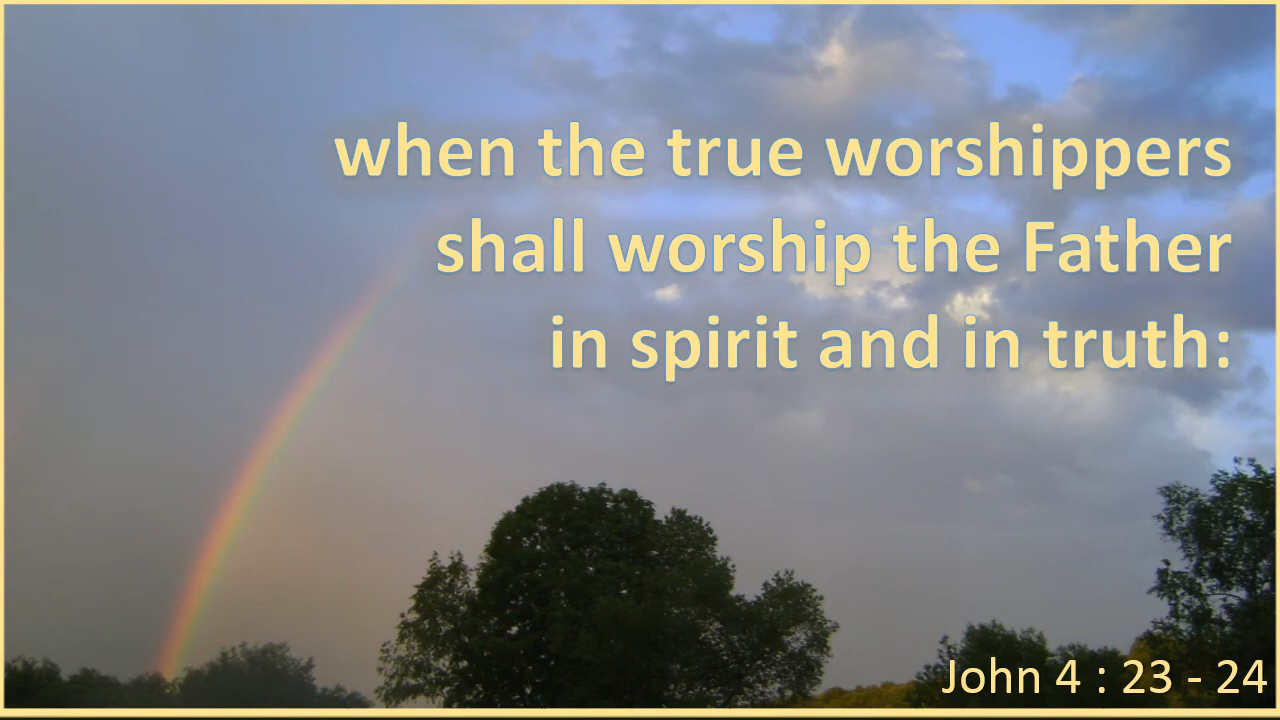 when the true worshippers
shall worship the Father
in spirit and in truth:
John 4 : 23 - 24